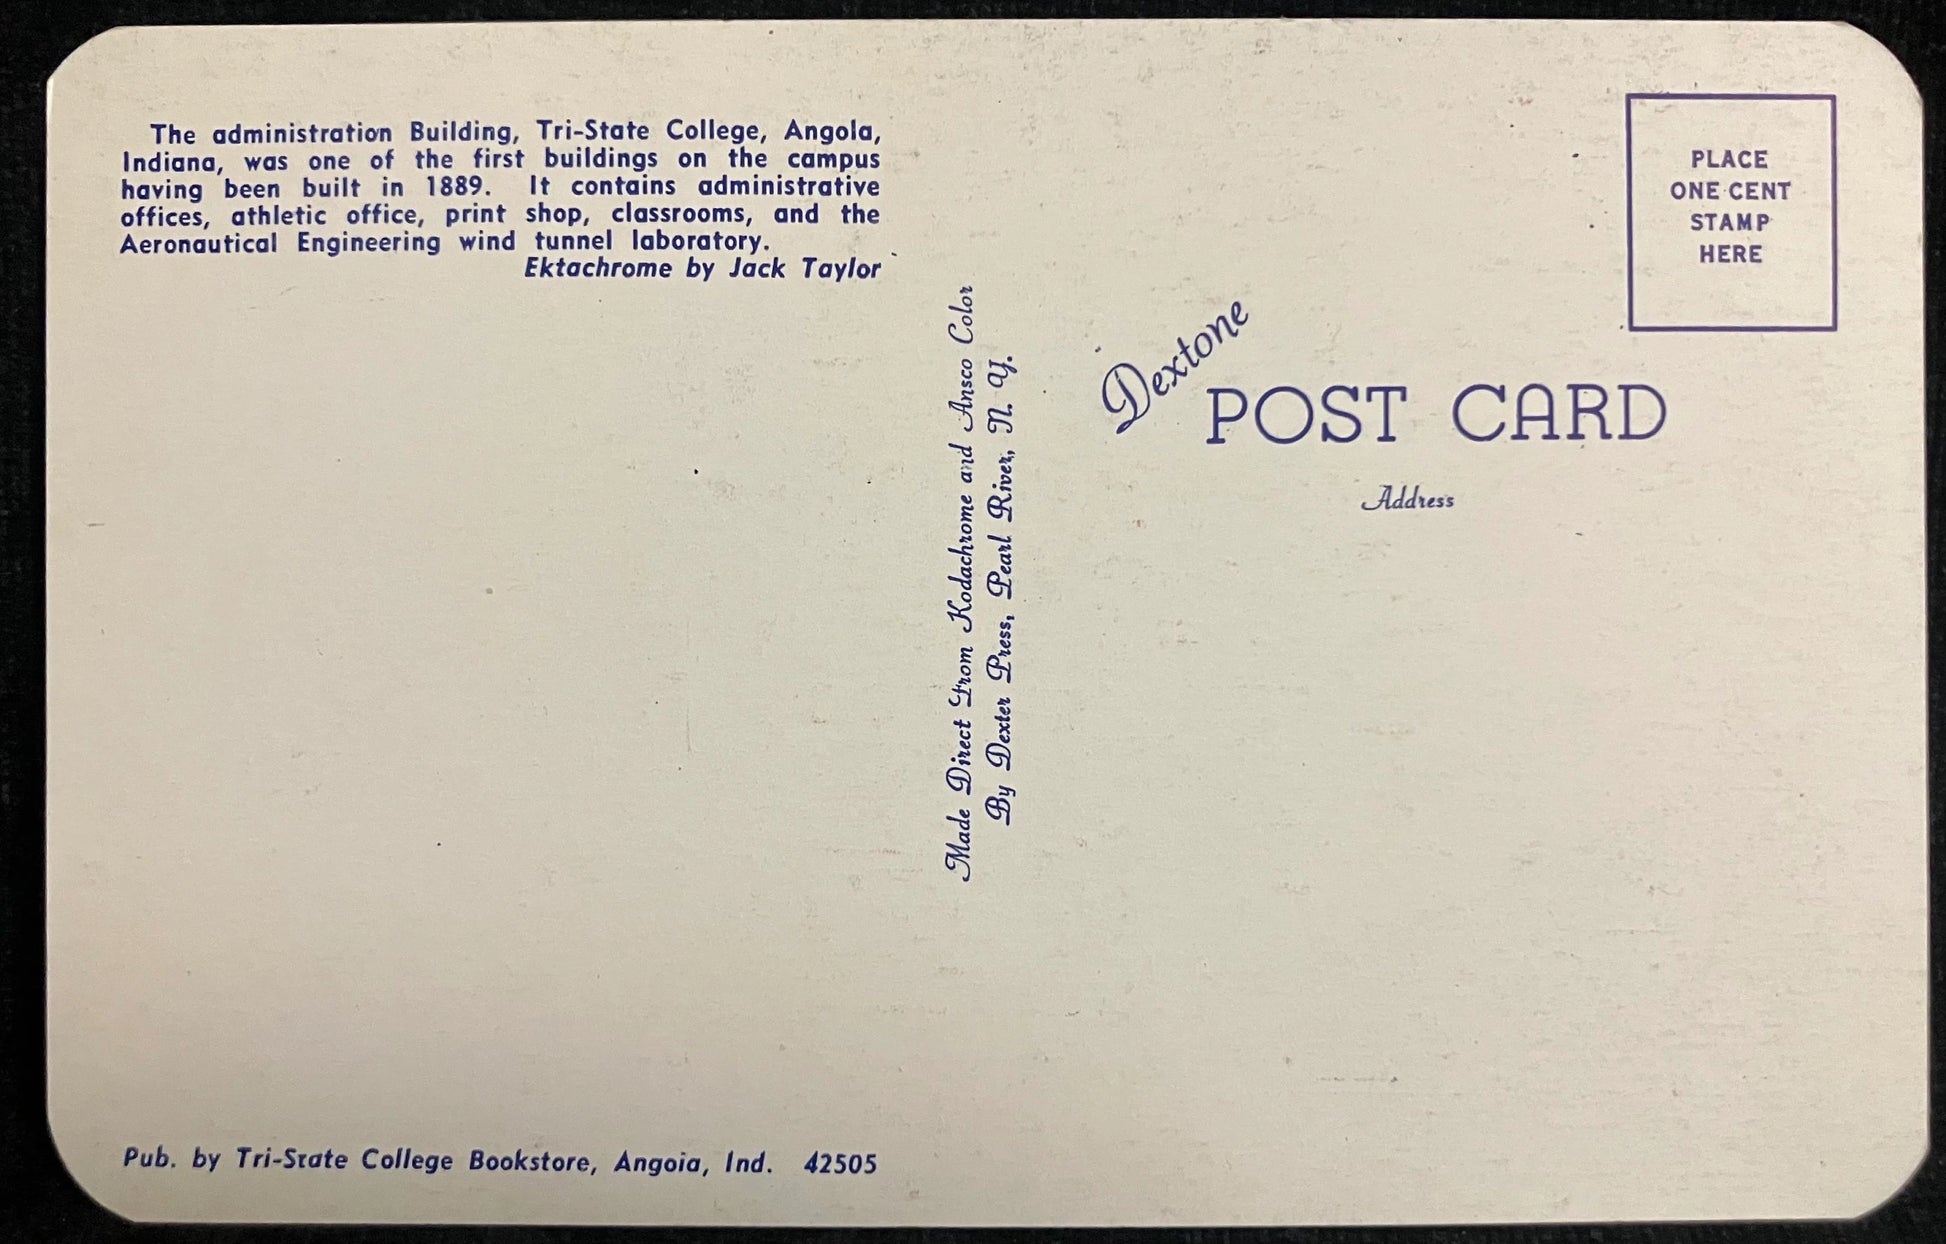 The administration Building, Tri-State College, Angola,
Indiana, was one of the first buildings on the campus
having been built in 1889. It contains administrative
offices, athletic office, print shop, classrooms, and the
Aeronautical Engineering wind tunnel laboratory.
Ektachrome by Jack Taylor
Pub. by Tri-State College Bookstore, Angola, Ind. 42505
Made Direct From Kodachrome and Ansco Color
By Dexter Press, Pearl River, N. Y.
PLACE
ONE CENT
STAMP
HERE
Dextone
POST CARD
Address